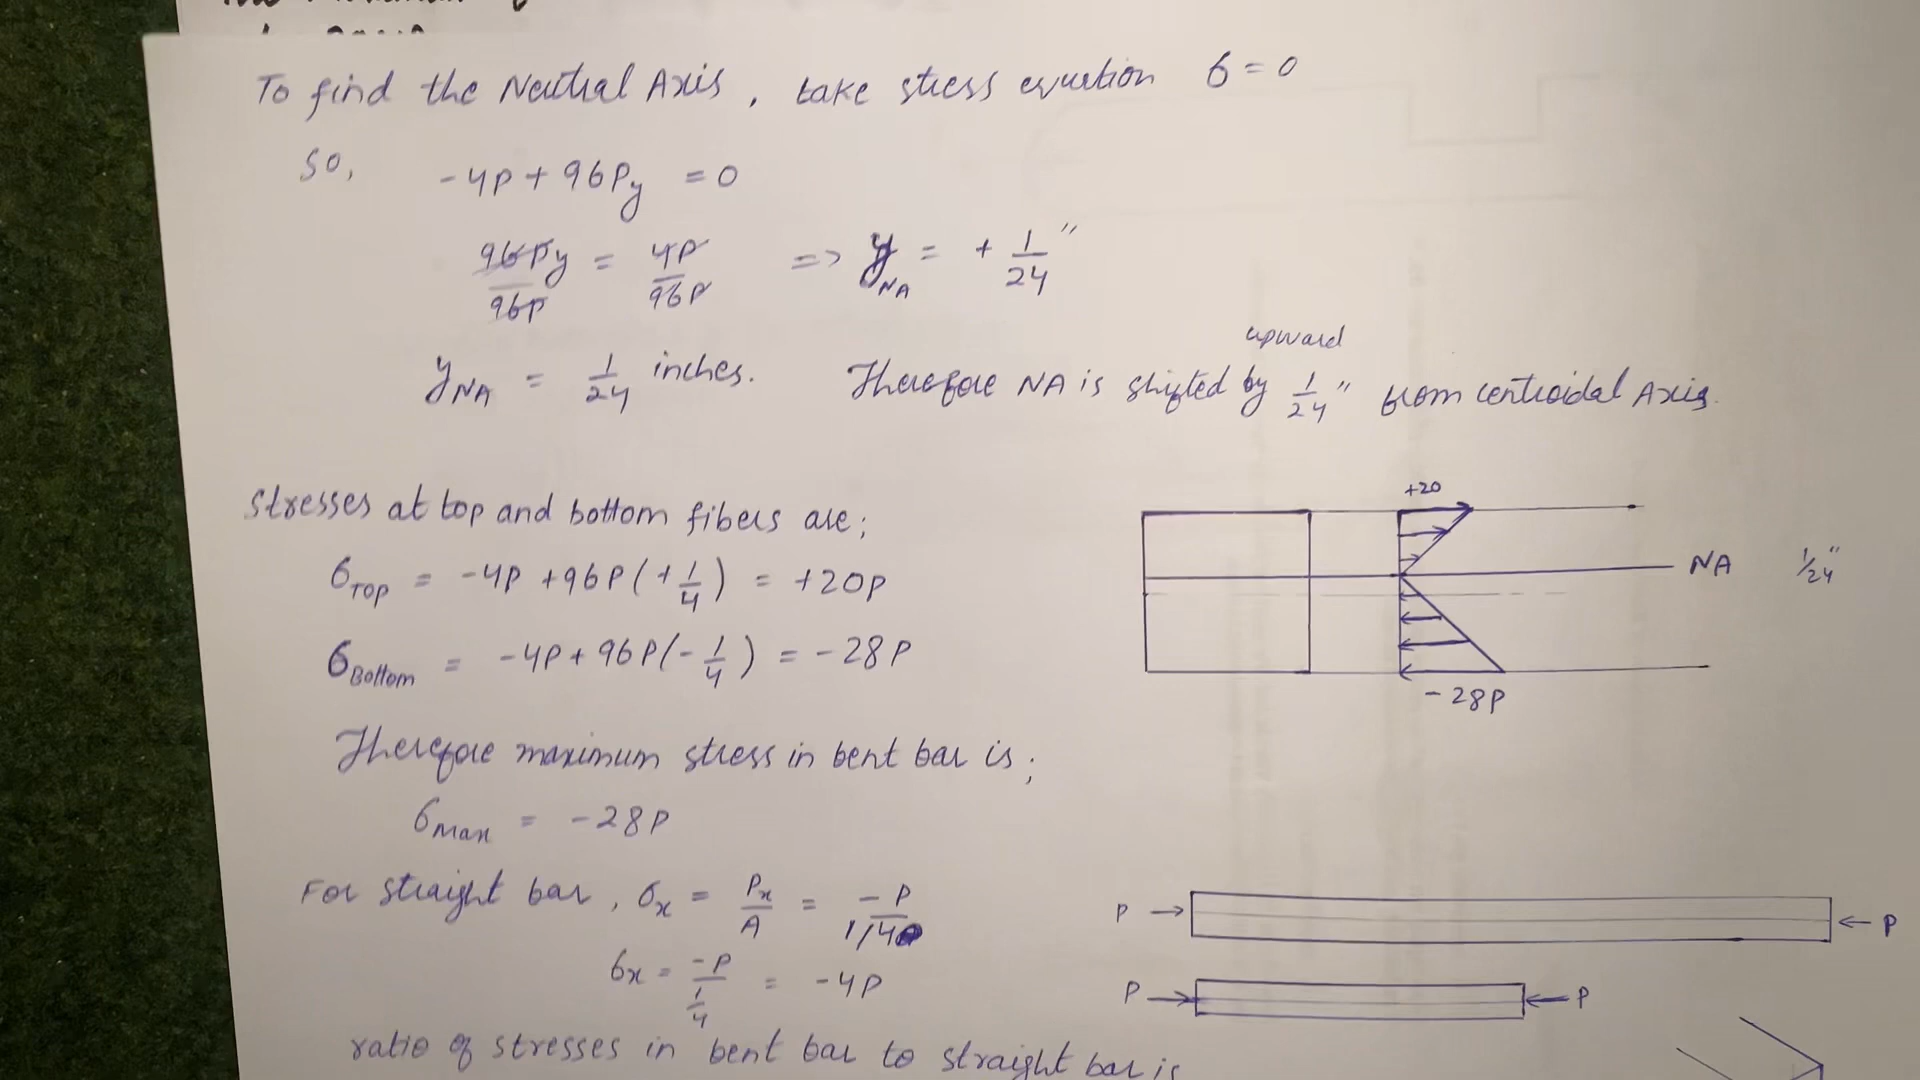 To find the Neutral Axis, take stress equation σ = 0
So, -4P + 96Py = 0
96Py/96P = 4P/96P => y_NA = + 1/24"
upward
y_NA = 1/24 inches. Therefore NA is shifted by 1/24" from centroidal Axis.
Stresses at top and bottom fibers are;
+20
σ_TOP = -4P + 96P(+1/4) = +20P
NA 1/24"
σ_Bottom = -4P + 96P(-1/4) = -28P
-28P
Therefore maximum stress in bent bar is;
σ_Max = -28P
For straight bar, σx = Px/A = -P/1/4
P P
σx = -P/1/4 = -4P
P P
ratio of stresses in bent bar to straight bar is